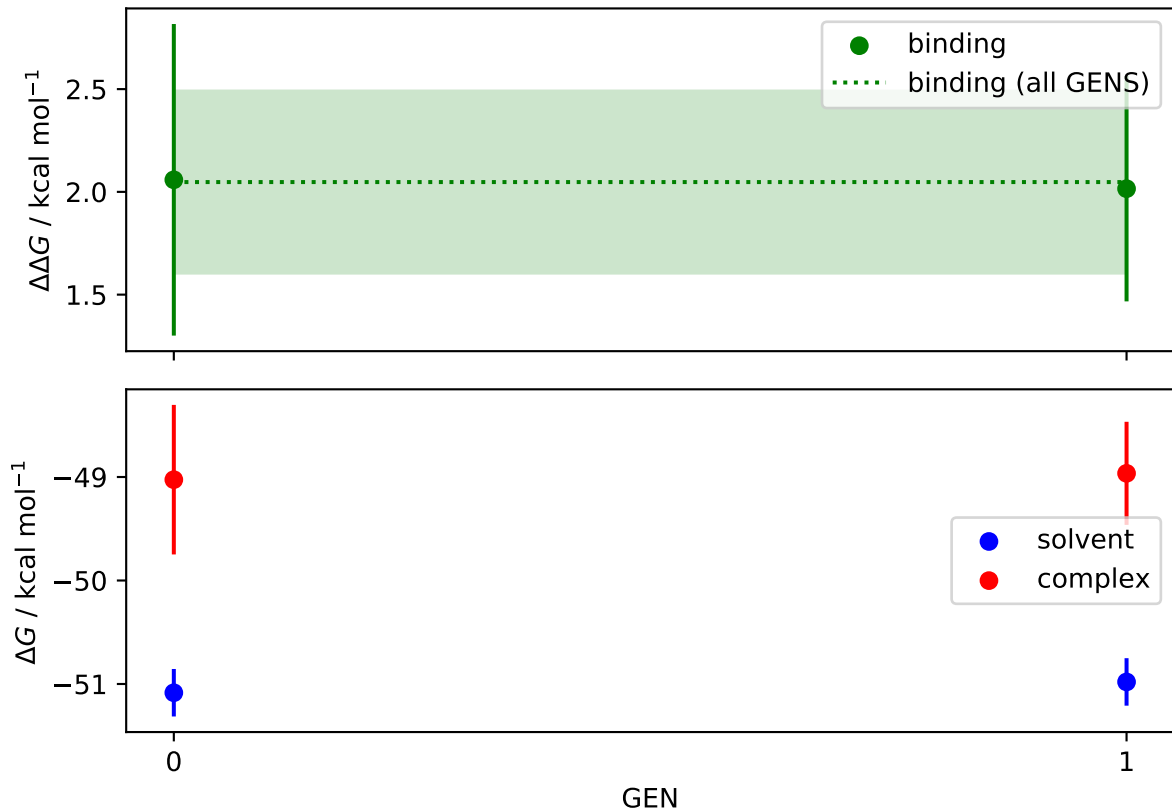 binding
binding (all GENS)
2.5
2.0
1.5
ΔΔG / kcal mol⁻¹
−49
−50
−51
ΔG / kcal mol⁻¹
solvent
complex
0
1
GEN